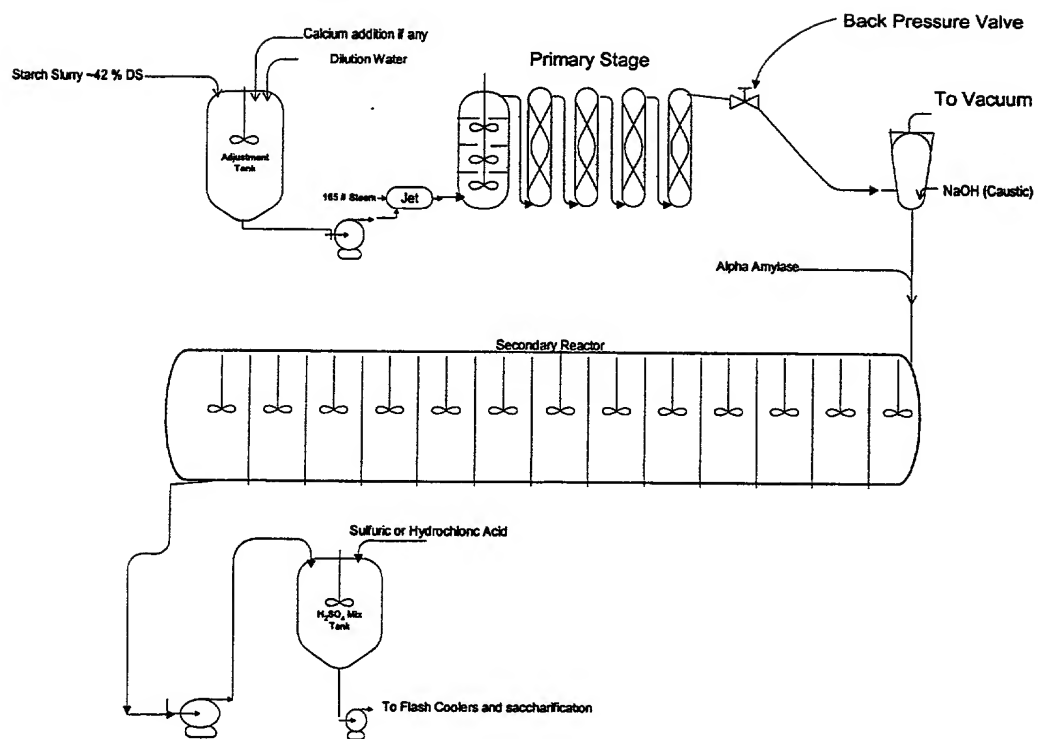 Calcium addition if any
Back Pressure Valve
Dilution Water
Primary Stage
Starch Slurry ~42 % DS
To Vacuum
Adjustment
Tank
NaOH (Caustic)
165 # Steam
Jet
Alpha Amylase
Secondary Reactor
Sulfuric or Hydrochloric Acid
H₂SO₄ Mix
Tank
To Flash Coolers and saccharification